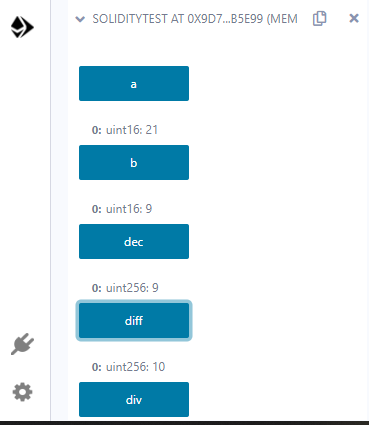 SOLIDITYTEST AT 0X9D7...B5E99 (MEM
a
0: uint16: 21
b
0: uint16: 9
dec
0: uint256: 9
diff
0: uint256: 10
div